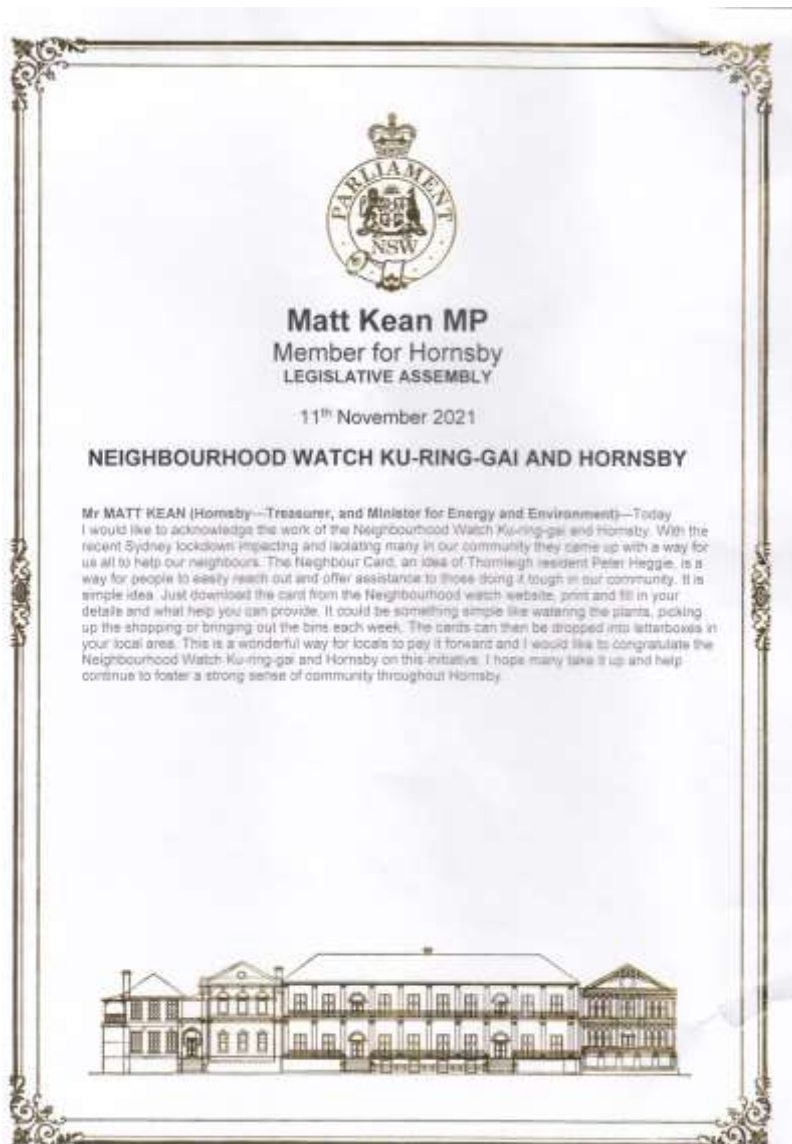 PARLIAMENT
NSW
Matt Kean MP
Member for Hornsby
LEGISLATIVE ASSEMBLY
11th November 2021
NEIGHBOURHOOD WATCH KU-RING-GAI AND HORNSBY
Mr MATT KEAN (Hornsby—Treasurer, and Minister for Energy and Environment)—Today
I would like to acknowledge the work of the Neighbourhood Watch Ku-ring-gai and Hornsby. With the
recent Sydney lockdown impacting and isolating many in our community they came up with a way for
us all to help our neighbours. The Neighbour Card, an idea of Thornleigh resident Peter Heggie, is a
way for people to easily reach out and offer assistance to those doing it tough in our community. It is
simple idea. Just download the card from the Neighbourhood watch website, print and fill in your
details and what help you can provide. It could be something simple like watering the plants, picking
up the shopping or bringing out the bins each week. The cards can then be dropped into letterboxes in
your local area. This is a wonderful way for locals to pay it forward and I would like to congratulate the
Neighbourhood Watch Ku-ring-gai and Hornsby on this initiative. I hope many take it up and help
continue to foster a strong sense of community throughout Hornsby.